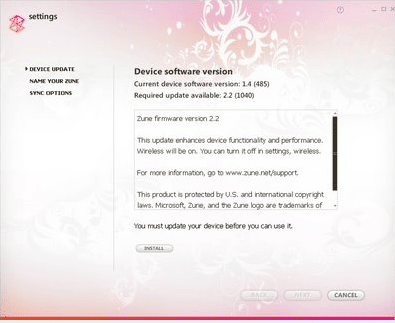 settings
DEVICE UPDATE
NAME YOUR ZUNE
SYNC OPTIONS
Device software version
Current device software version: 1.4 (485)
Required update available: 2.2 (1040)
Zune firmware version 2.2
This update enhances device functionality and performance.
Wireless will be on. You can turn it off in settings, wireless.
For more information, go to www.zune.net/support.
This product is protected by U.S. and international copyright
laws. Microsoft, Zune, and the Zune logo are trademarks of
You must update your device before you can use it.
INSTALL
BACK
NEXT
CANCEL